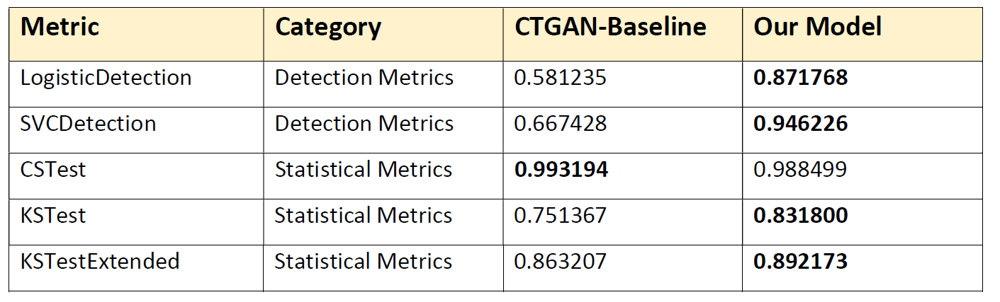 Metric Category CTGAN-Baseline Our Model
LogisticDetection Detection Metrics 0.581235 0.871768
SVCDetection Detection Metrics 0.667428 0.946226
CSTest Statistical Metrics 0.993194 0.988499
KSTest Statistical Metrics 0.751367 0.831800
KSTestExtended Statistical Metrics 0.863207 0.892173